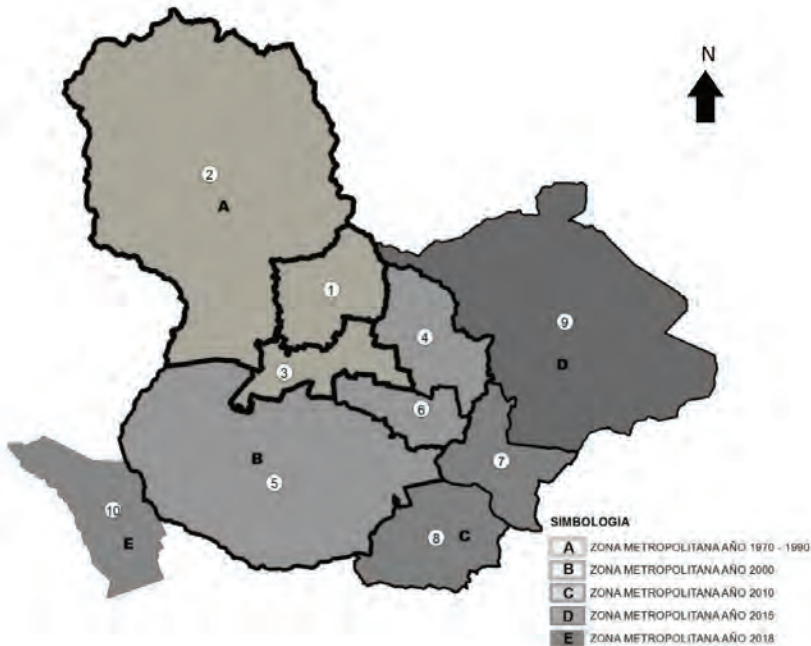 N
2
A
1
4
9
3
D
6
B
5
7
10
8
C
E
SIMBOLOGIA
A ZONA METROPOLITANA AÑO 1970 - 1990
B ZONA METROPOLITANA AÑO 2000
C ZONA METROPOLITANA AÑO 2010
D ZONA METROPOLITANA AÑO 2015
E ZONA METROPOLITANA AÑO 2018